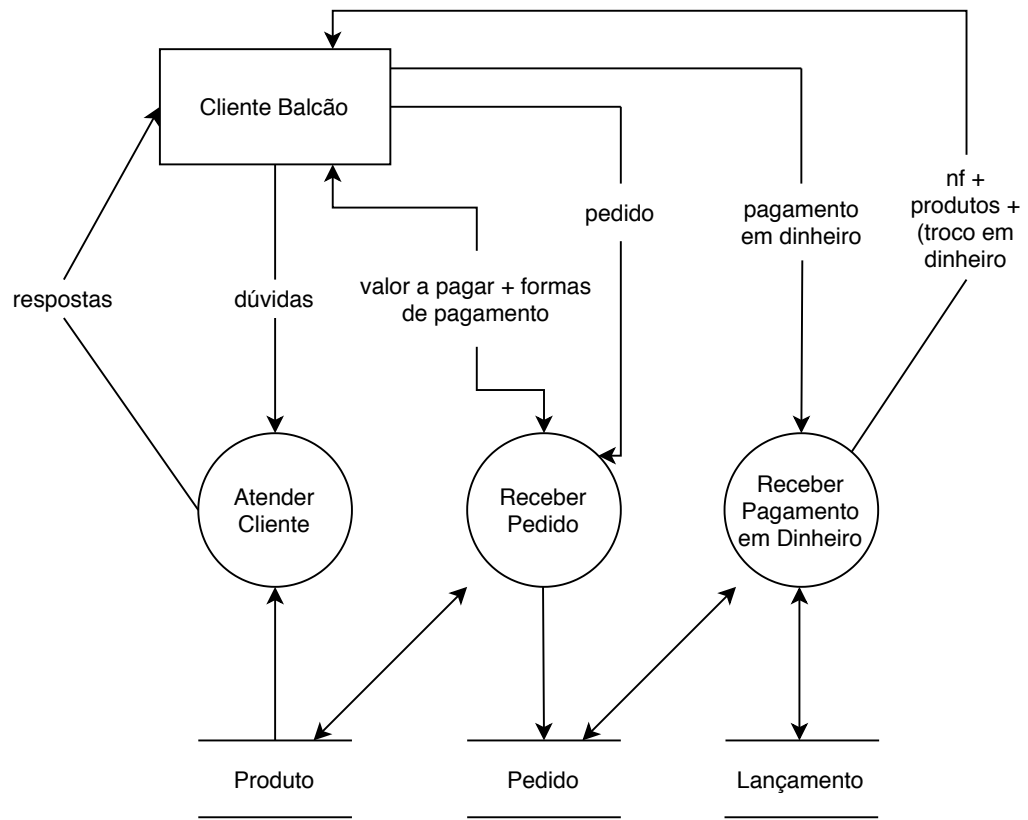 Cliente Balcão
nf +
produtos +
(troco em
dinheiro
pedido
pagamento
em dinheiro
respostas
dúvidas
valor a pagar + formas
de pagamento
Atender
Cliente
Receber
Pedido
Receber
Pagamento
em Dinheiro
Produto
Pedido
Lançamento